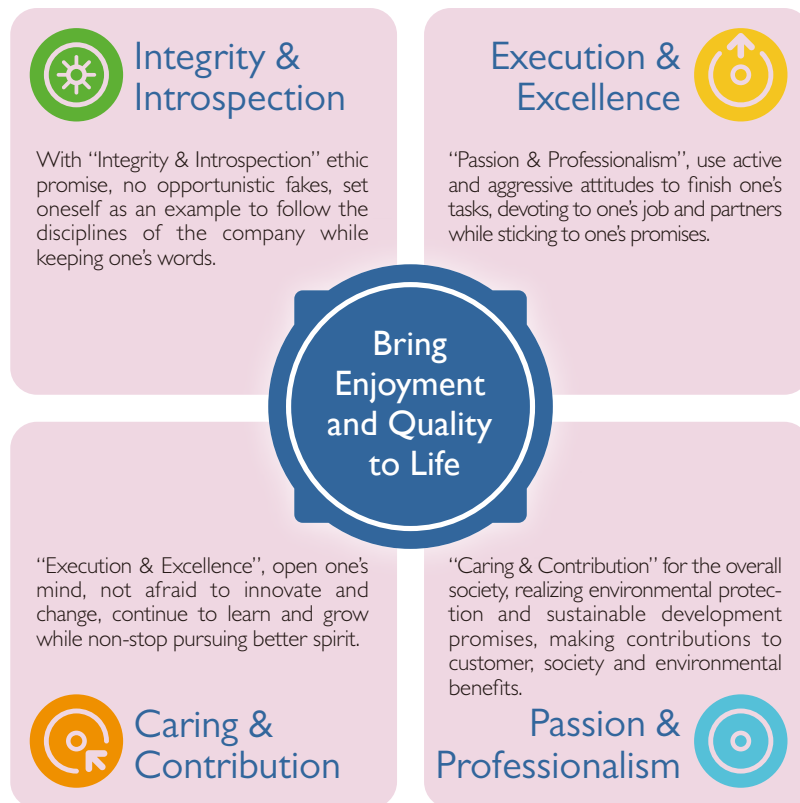 Integrity &
Introspection
With “Integrity & Introspection” ethic
promise, no opportunistic fakes, set
oneself as an example to follow the
disciplines of the company while
keeping one’s words.
Execution &
Excellence
“Passion & Professionalism”, use active
and aggressive attitudes to finish one’s
tasks, devoting to one’s job and partners
while sticking to one’s promises.
Bring
Enjoyment
and Quality
to Life
“Execution & Excellence”, open one’s
mind, not afraid to innovate and
change, continue to learn and grow
while non-stop pursuing better spirit.
Caring &
Contribution
“Caring & Contribution” for the overall
society, realizing environmental protec-
tion and sustainable development
promises, making contributions to
customer, society and environmental
benefits.
Passion &
Professionalism